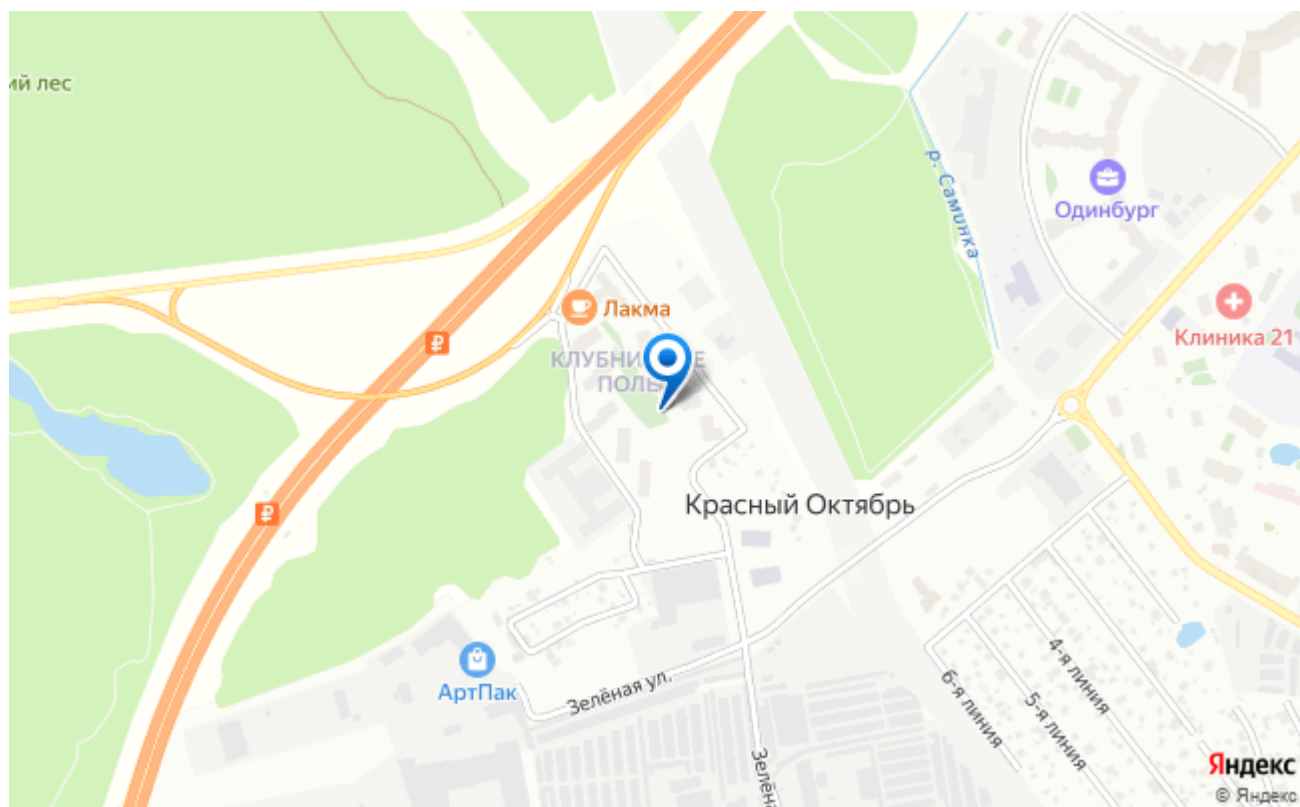 ий лес
р. Саминка
Одинбург
Лакма
Клиника 21
Красный Октябрь
АртПак
Зелёная ул.
4-я линия
5-я линия
6-я линия
Яндекс
© Яндекс